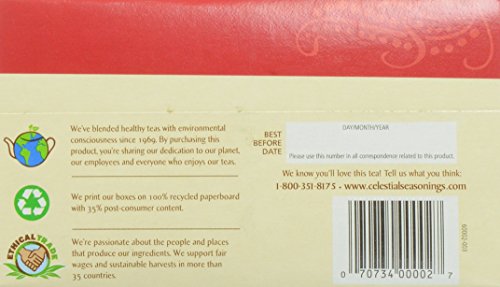 We've blended healthy teas with environmental
consciousness since 1969. By purchasing this
product, you're sharing our dedication to our planet,
our employees and everyone who enjoys our teas.
We print our boxes on 100% recycled paperboard
with 35% post-consumer content.
ETHICAL TRADE
We're passionate about the people and places
that produce our ingredients. We support fair
wages and sustainable harvests in more than
35 countries.
BEST
BEFORE
DATE
DAY/MONTH/YEAR
Please use this number in all correspondence related to this product.
We know you'll love this tea! Tell us what you think:
1-800-351-8175 - www.celestialseasonings.com
0 70734 00002 7